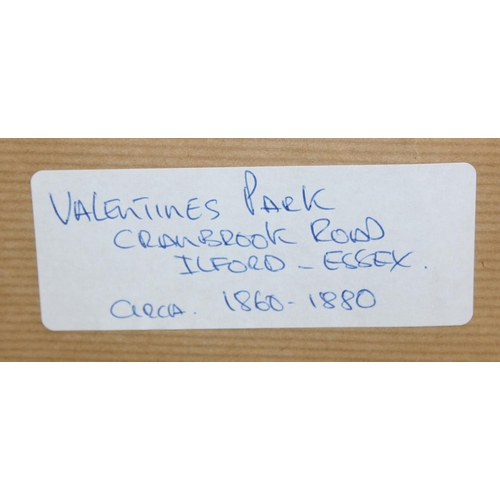 VALENTINES PARK
CRANBROOK ROAD
ILFORD - ESSEX.
CIRCA. 1860-1880